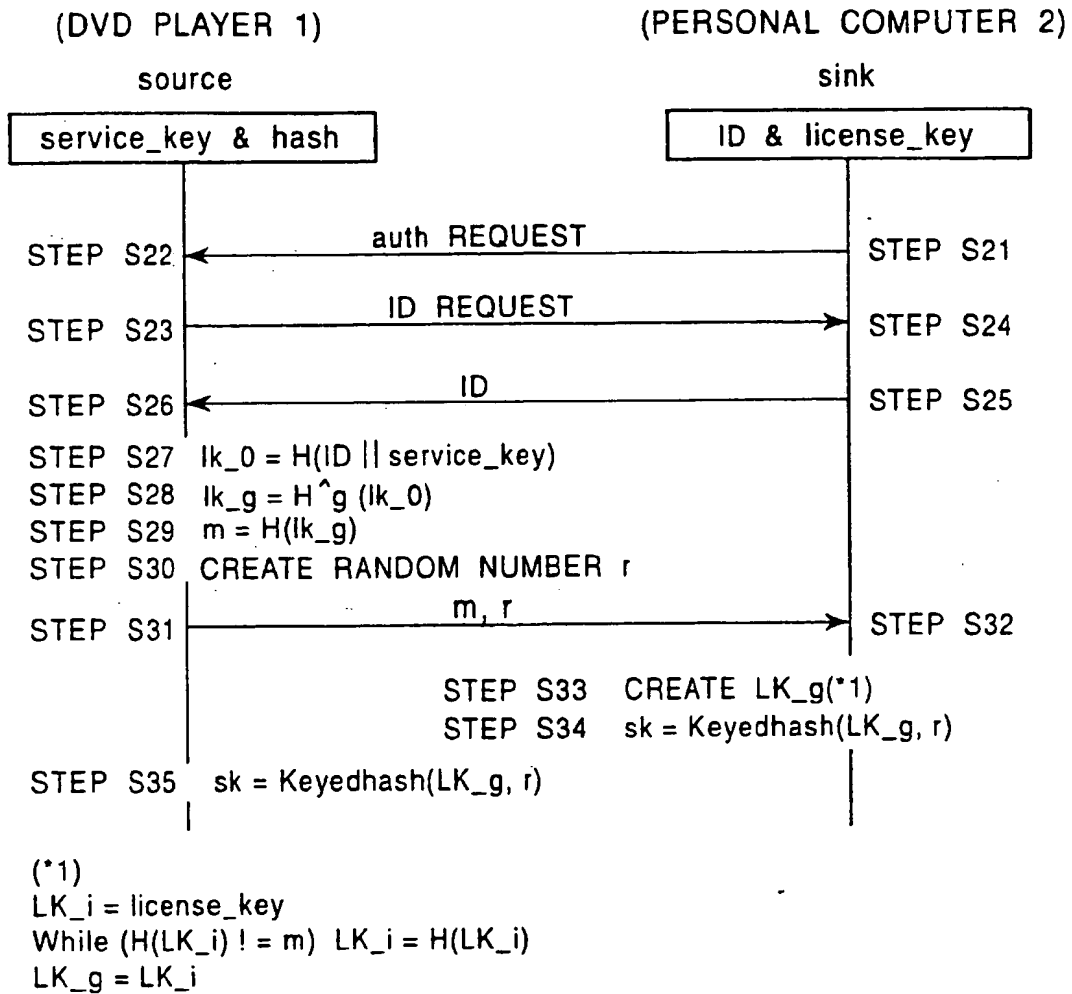 (DVD PLAYER 1) (PERSONAL COMPUTER 2)
source sink
service_key & hash ID & license_key
STEP S22 auth REQUEST STEP S21
STEP S23 ID REQUEST STEP S24
STEP S26 ID STEP S25
STEP S27 lk_0 = H(ID || service_key)
STEP S28 lk_g = H^g (lk_0)
STEP S29 m = H(lk_g)
STEP S30 CREATE RANDOM NUMBER r
STEP S31 m, r STEP S32
STEP S33 CREATE LK_g(*1)
STEP S34 sk = Keyedhash(LK_g, r)
STEP S35 sk = Keyedhash(LK_g, r)
(*1)
LK_i = license_key
While (H(LK_i) ! = m) LK_i = H(LK_i)
LK_g = LK_i